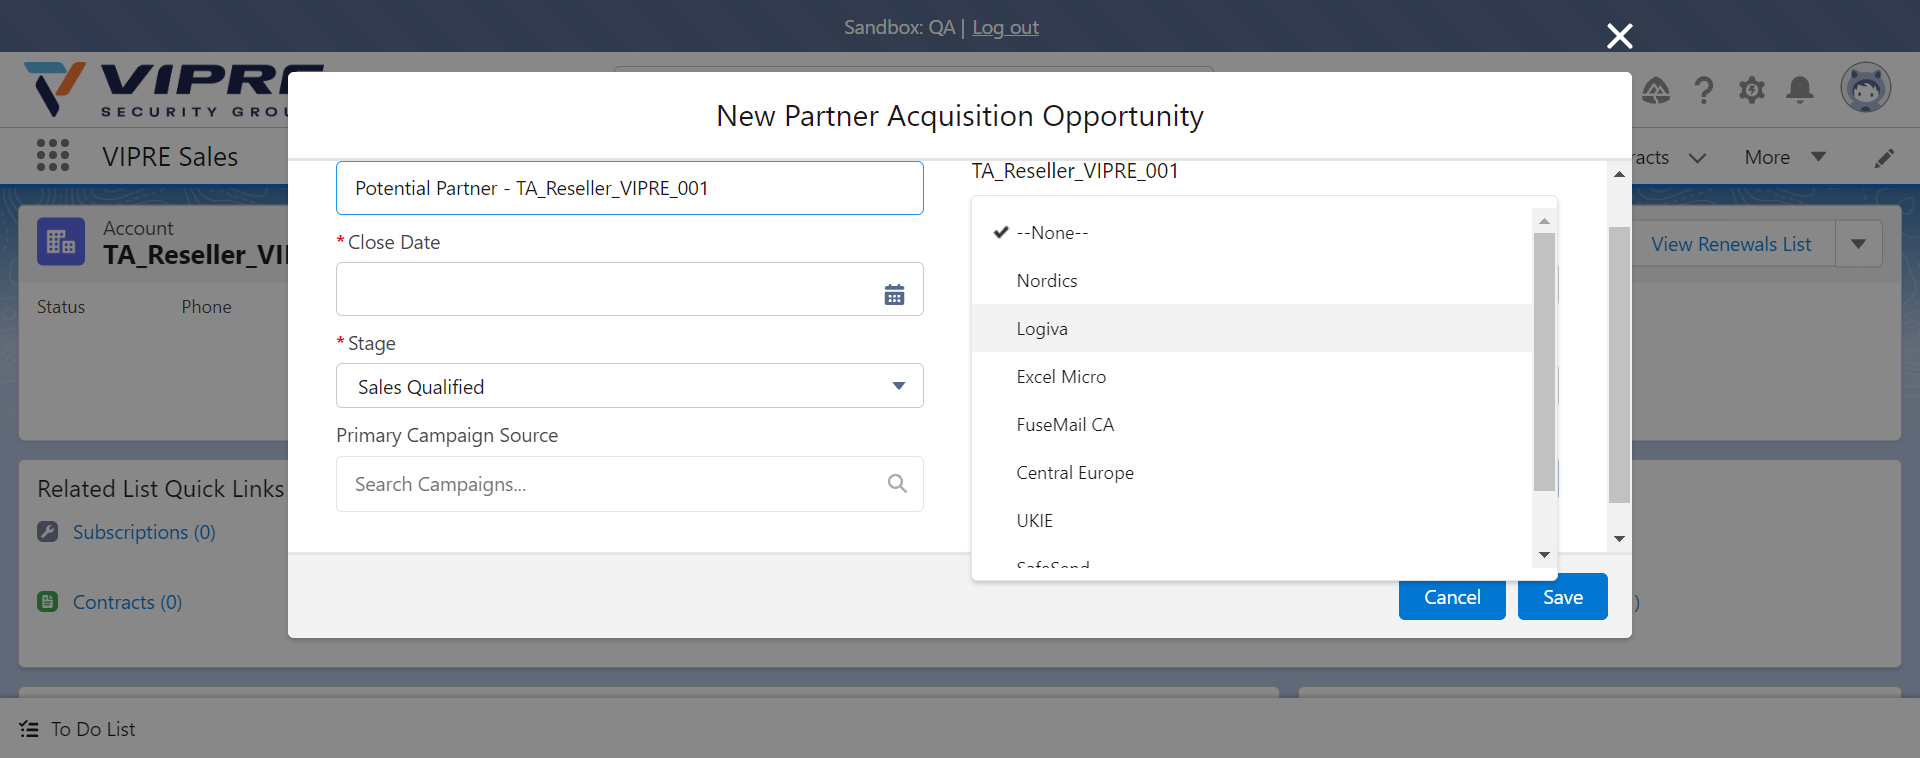 Sandbox: QA | Log out
VIPRE
SECURITY GROU
New Partner Acquisition Opportunity
VIPRE Sales
More
Potential Partner - TA_Reseller_VIPRE_001
TA_Reseller_VIPRE_001
Account
TA_Reseller_VI
View Renewals List
Status
Phone
*Close Date
*Stage
Sales Qualified
Primary Campaign Source
Search Campaigns...
--None--
Nordics
Logiva
Excel Micro
FuseMail CA
Central Europe
UKIE
SafeSend
Related List Quick Links
Subscriptions (0)
Contracts (0)
Cancel
Save
To Do List